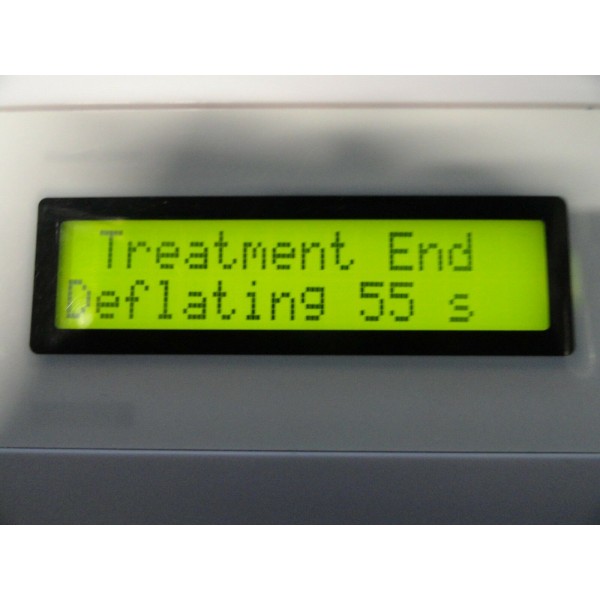 Treatment End
Deflating 55 s